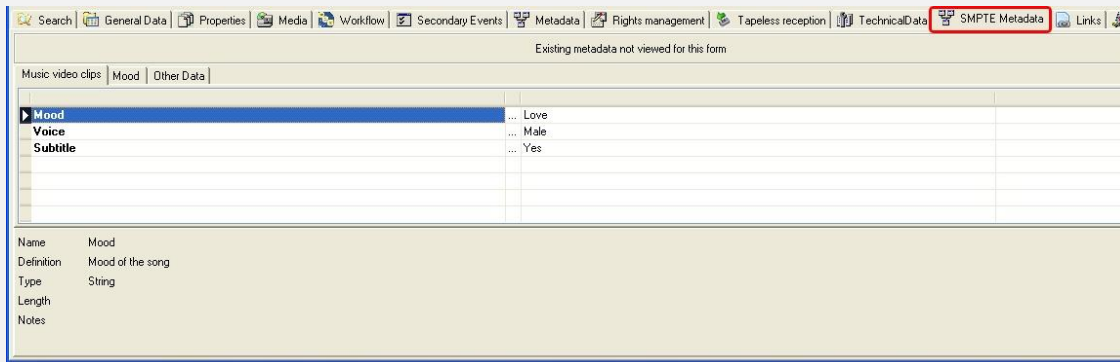 Search General Data Properties Media Workflow Secondary Events Metadata Rights management Tapeless reception TechnicalData SMPTE Metadata Links
Existing metadata not viewed for this form
Music video clips Mood Other Data
Mood ... Love
Voice ... Male
Subtitle ... Yes
Name Mood
Definition Mood of the song
Type String
Length
Notes